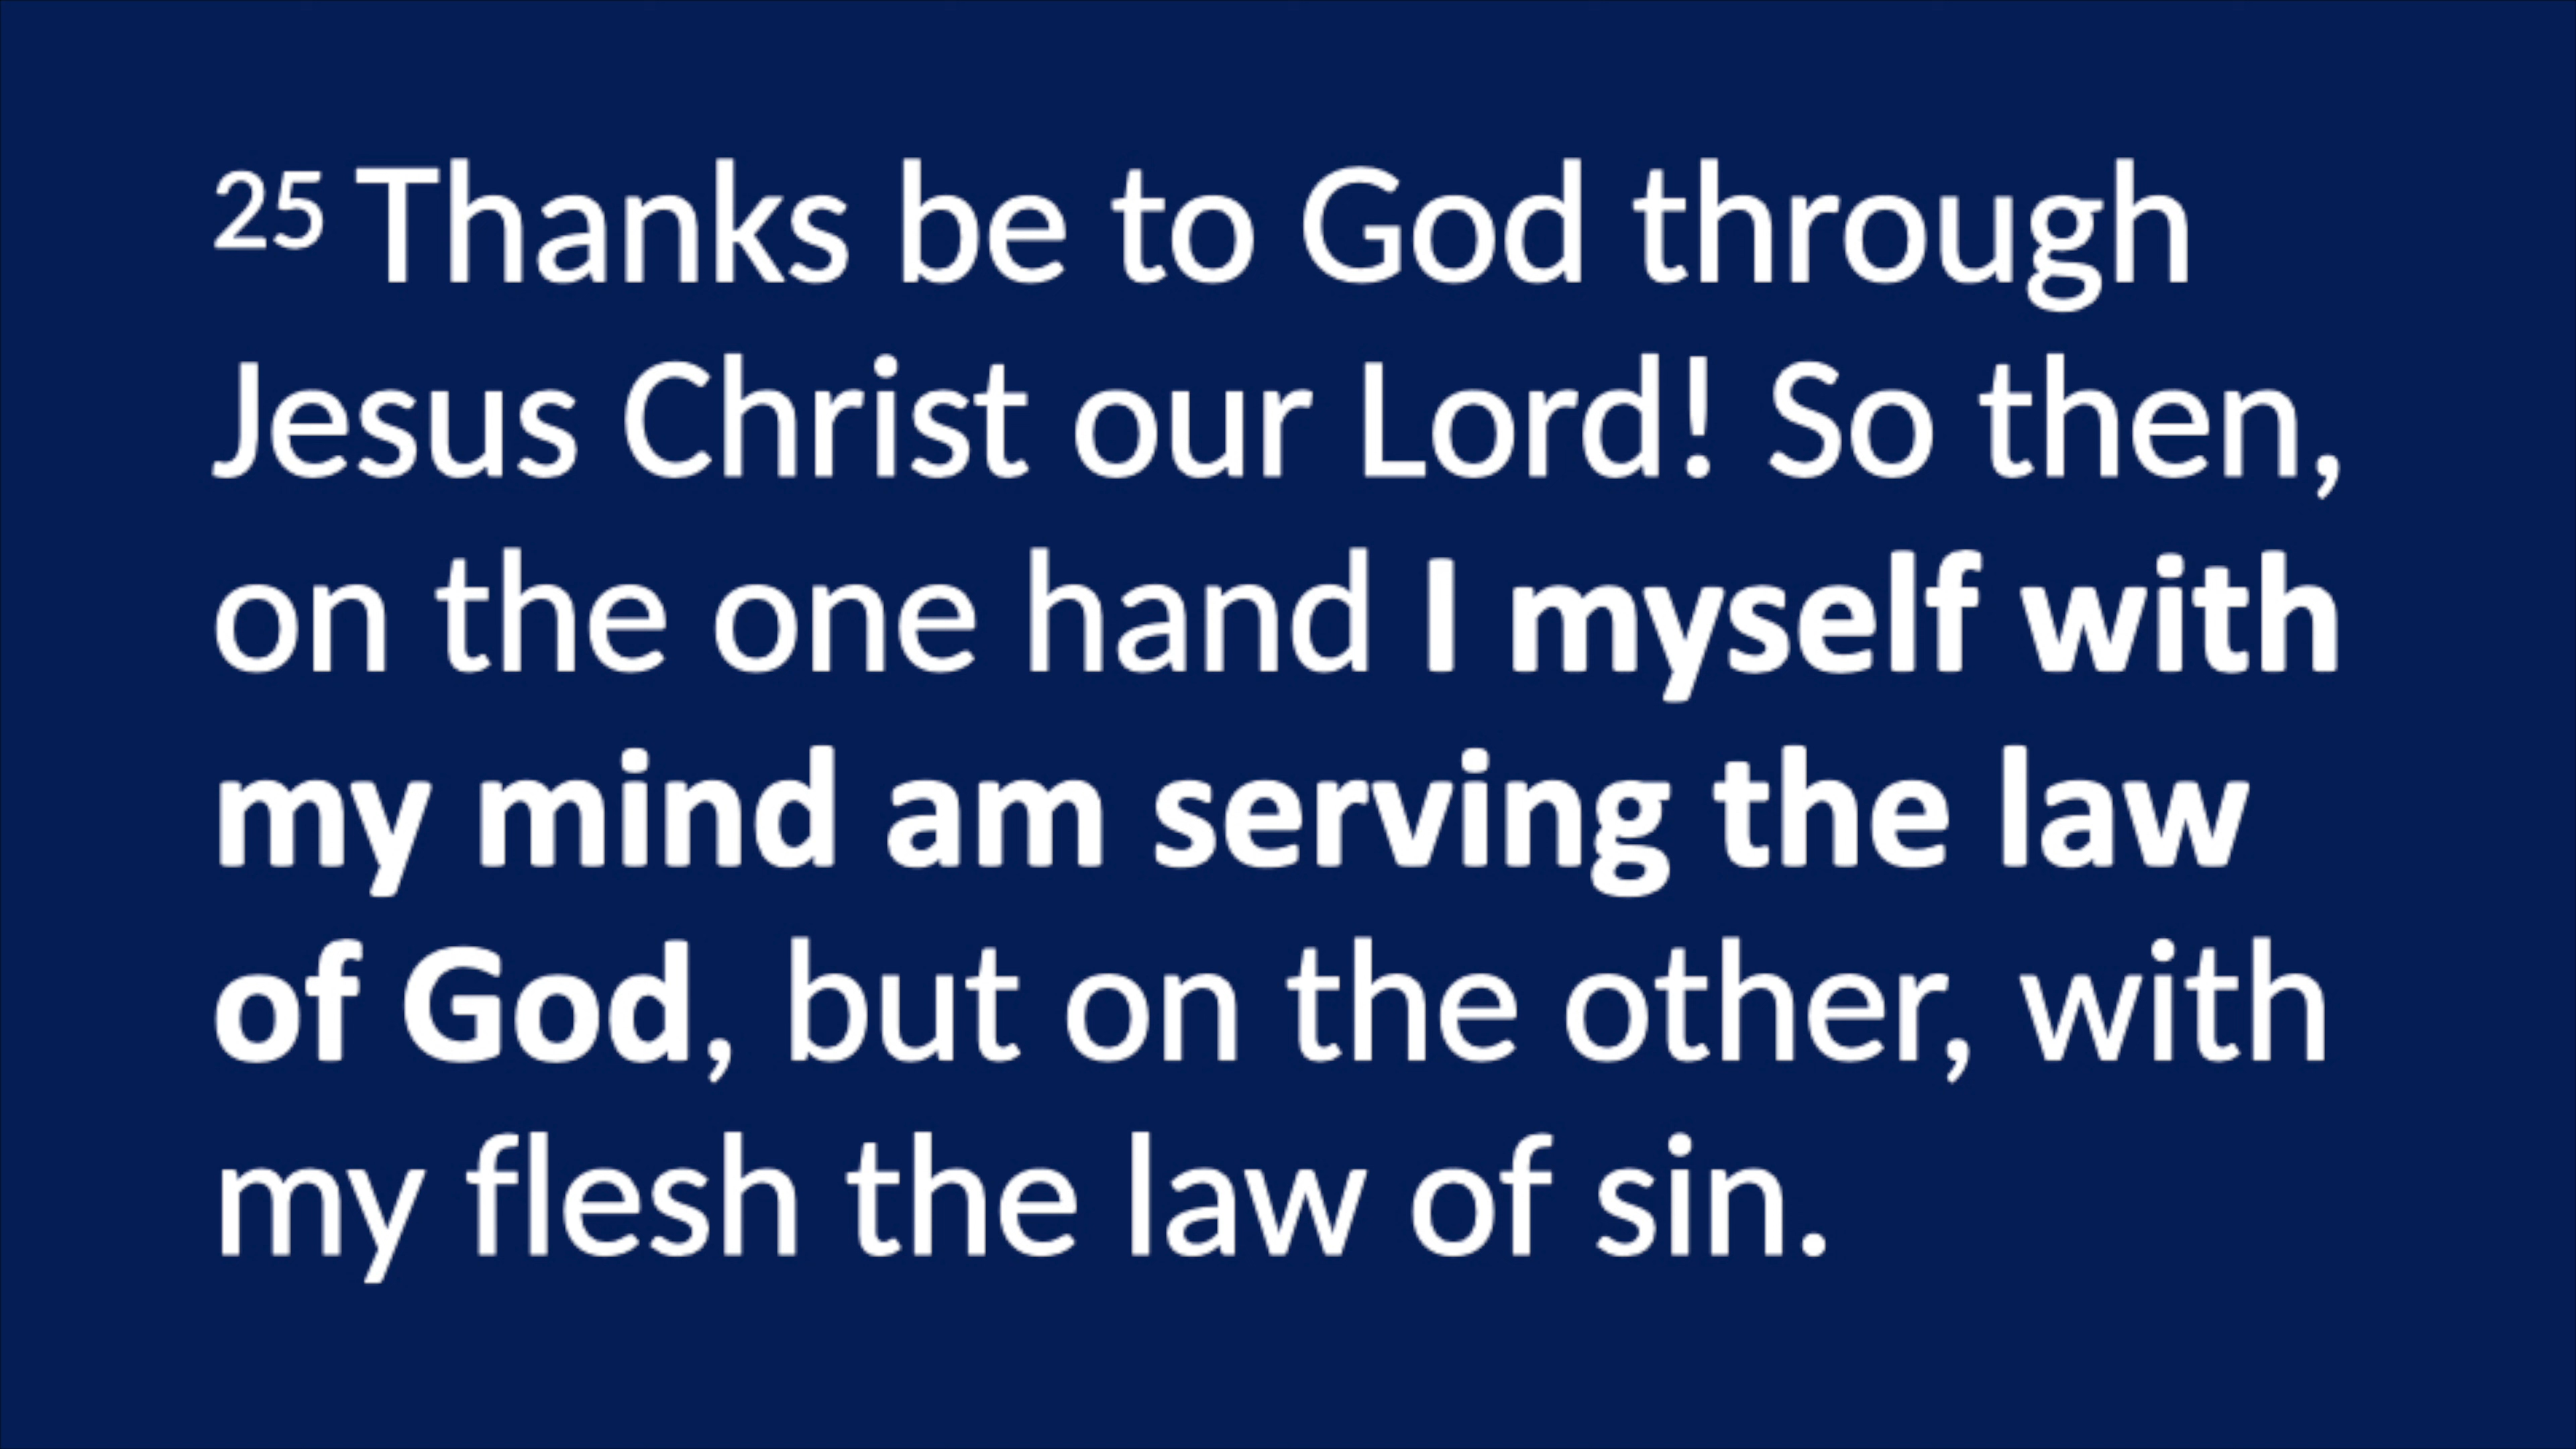 25 Thanks be to God through
Jesus Christ our Lord! So then,
on the one hand I myself with
my mind am serving the law
of God, but on the other, with
my flesh the law of sin.